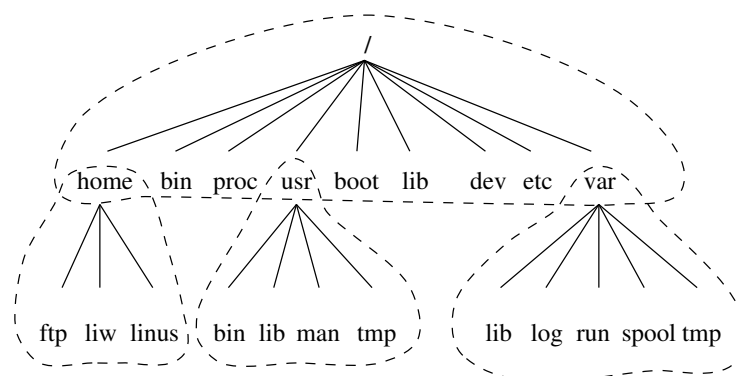 /
home bin proc usr boot lib dev etc var
ftp liw linus bin lib man tmp lib log run spool tmp